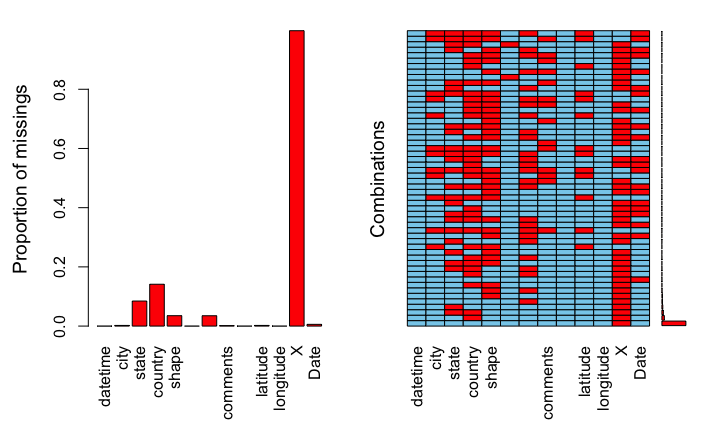 Proportion of missings
0.0
0.2
0.4
0.6
0.8
datetime
city
state
country
shape
comments
latitude
longitude
X
Date
Combinations
datetime
city
state
country
shape
comments
latitude
longitude
X
Date